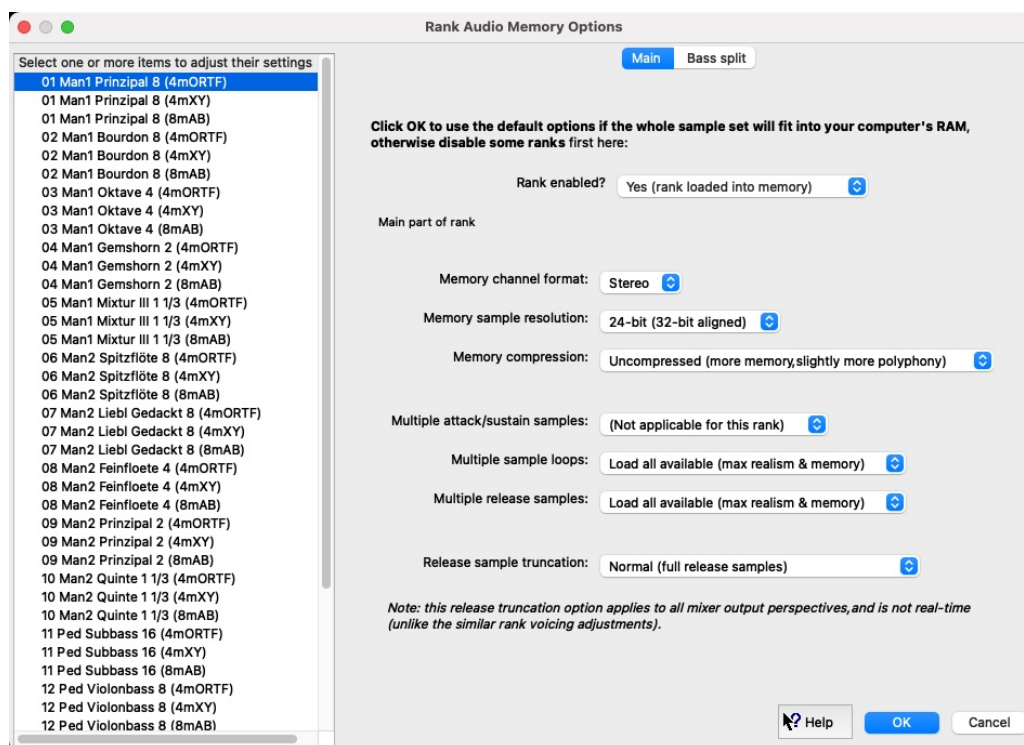 Rank Audio Memory Options
Select one or more items to adjust their settings
01 Man1 Prinzipal 8 (4mORTF)
01 Man1 Prinzipal 8 (4mXY)
01 Man1 Prinzipal 8 (8mAB)
02 Man1 Bourdon 8 (4mORTF)
02 Man1 Bourdon 8 (4mXY)
02 Man1 Bourdon 8 (8mAB)
03 Man1 Oktave 4 (4mORTF)
03 Man1 Oktave 4 (4mXY)
03 Man1 Oktave 4 (8mAB)
04 Man1 Gemshorn 2 (4mORTF)
04 Man1 Gemshorn 2 (4mXY)
04 Man1 Gemshorn 2 (8mAB)
05 Man1 Mixtur III 1 1/3 (4mORTF)
05 Man1 Mixtur III 1 1/3 (4mXY)
05 Man1 Mixtur III 1 1/3 (8mAB)
06 Man2 Spitzflöte 8 (4mORTF)
06 Man2 Spitzflöte 8 (4mXY)
06 Man2 Spitzflöte 8 (8mAB)
07 Man2 Liebl Gedackt 8 (4mORTF)
07 Man2 Liebl Gedackt 8 (4mXY)
07 Man2 Liebl Gedackt 8 (8mAB)
08 Man2 Feinfloete 4 (4mORTF)
08 Man2 Feinfloete 4 (4mXY)
08 Man2 Feinfloete 4 (8mAB)
09 Man2 Prinzipal 2 (4mORTF)
09 Man2 Prinzipal 2 (4mXY)
09 Man2 Prinzipal 2 (8mAB)
10 Man2 Quinte 1 1/3 (4mORTF)
10 Man2 Quinte 1 1/3 (4mXY)
10 Man2 Quinte 1 1/3 (8mAB)
11 Ped Subbass 16 (4mORTF)
11 Ped Subbass 16 (4mXY)
11 Ped Subbass 16 (8mAB)
12 Ped Violonbass 8 (4mORTF)
12 Ped Violonbass 8 (4mXY)
12 Ped Violonbass 8 (8mAB)
Main Bass split
Click OK to use the default options if the whole sample set will fit into your computer's RAM,
otherwise disable some ranks first here:
Rank enabled? Yes (rank loaded into memory)
Main part of rank
Memory channel format: Stereo
Memory sample resolution: 24-bit (32-bit aligned)
Memory compression: Uncompressed (more memory,slightly more polyphony)
Multiple attack/sustain samples: (Not applicable for this rank)
Multiple sample loops: Load all available (max realism & memory)
Multiple release samples: Load all available (max realism & memory)
Release sample truncation: Normal (full release samples)
Note: this release truncation option applies to all mixer output perspectives,and is not real-time
(unlike the similar rank voicing adjustments).
Help OK Cancel